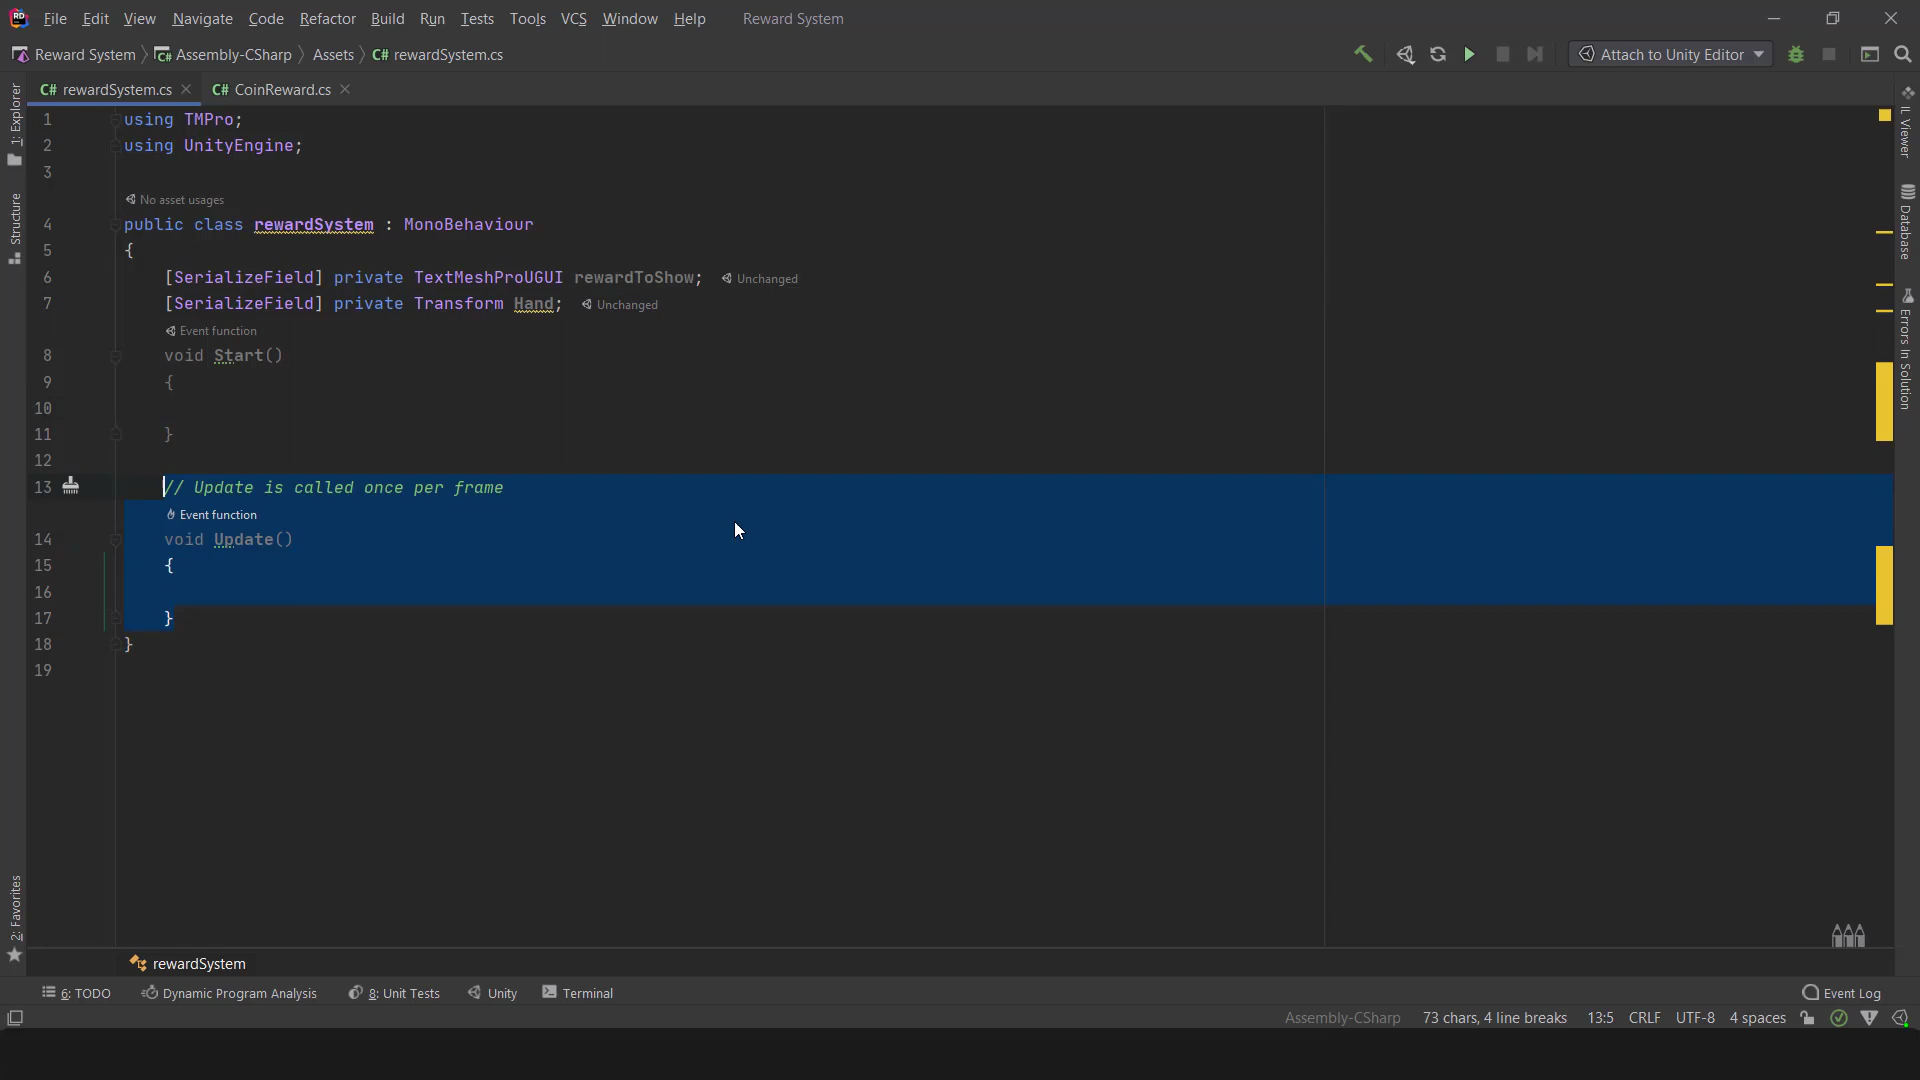 File Edit View Navigate Code Refactor Build Run Tests Tools VCS Window Help Reward System
Reward System Assembly-CSharp Assets C# rewardSystem.cs Attach to Unity Editor
C# rewardSystem.cs C# CoinReward.cs
1: Explorer
Structure
2: Favorites
1 using TMPro;
2 using UnityEngine;
3
No asset usages
4 public class rewardSystem : MonoBehaviour
5 {
6 [SerializeField] private TextMeshProUGUI rewardToShow; Unchanged
7 [SerializeField] private Transform Hand; Unchanged
Event function
8 void Start()
9 {
10
11 }
12
13 // Update is called once per frame
Event function
14 void Update()
15 {
16
17 }
18 }
19
IL Viewer
Database
Errors In Solution
rewardSystem
6: TODO Dynamic Program Analysis 8: Unit Tests Unity Terminal Event Log
Assembly-CSharp 73 chars, 4 line breaks 13:5 CRLF UTF-8 4 spaces